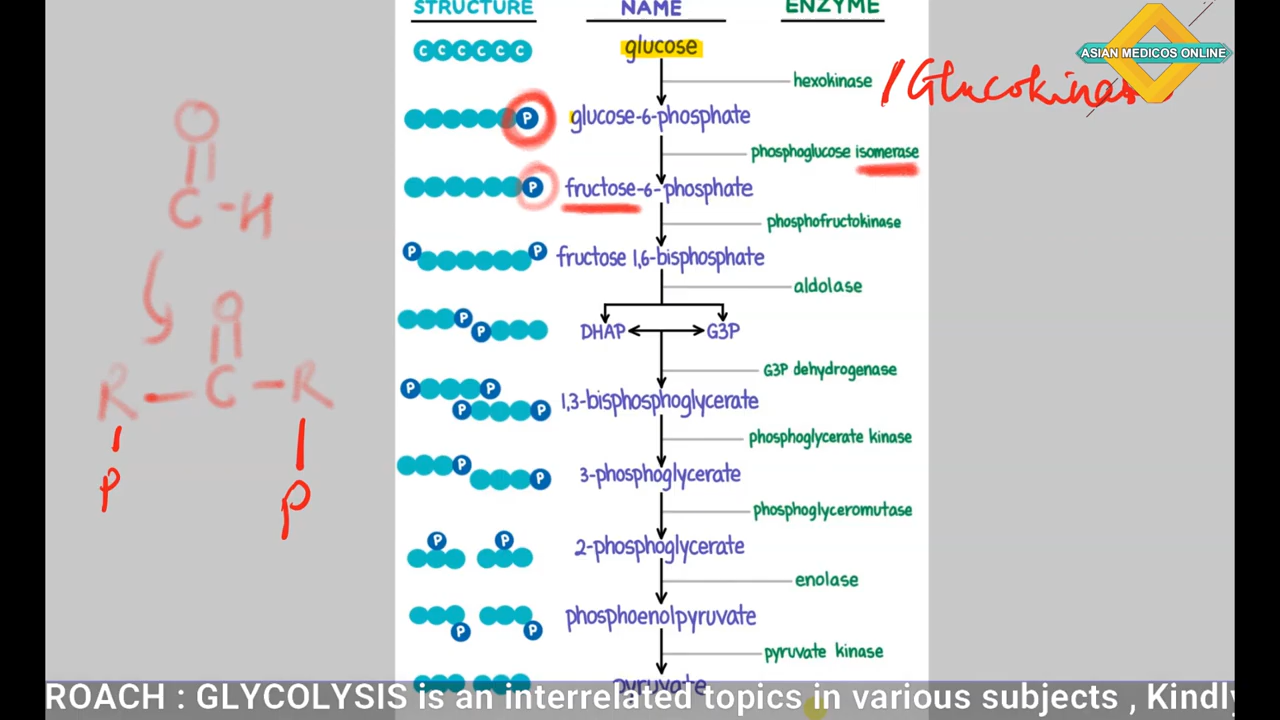 STRUCTURE NAME ENZYME
ASIAN MEDICOS ONLINE
C C C C C C glucose
hexokinase /Glucokinase
P glucose-6-phosphate
phosphoglucose isomerase
P fructose-6-phosphate
phosphofructokinase
P P fructose 1,6-bisphosphate
aldolase
P P DHAP G3P
G3P dehydrogenase
P P P P 1,3-bisphosphoglycerate
phosphoglycerate kinase
P P 3-phosphoglycerate
phosphoglyceromutase
P P 2-phosphoglycerate
enolase
P P phosphoenolpyruvate
pyruvate kinase
pyruvate
O
C-H
O
R-C-R
P P
ROACH : GLYCOLYSIS is an interrelated topics in various subjects , Kindly